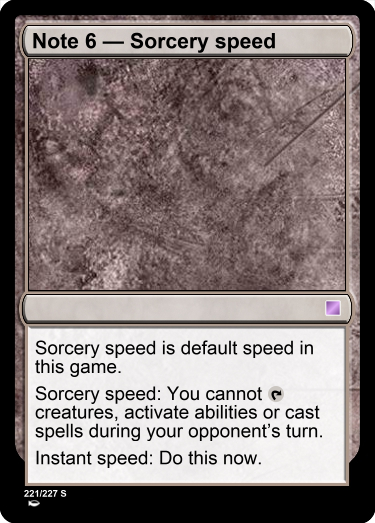 Note 6 — Sorcery speed
Sorcery speed is default speed in
this game.
Sorcery speed: You cannot
creatures, activate abilities or cast
spells during your opponent's turn.
Instant speed: Do this now.
221/227 S